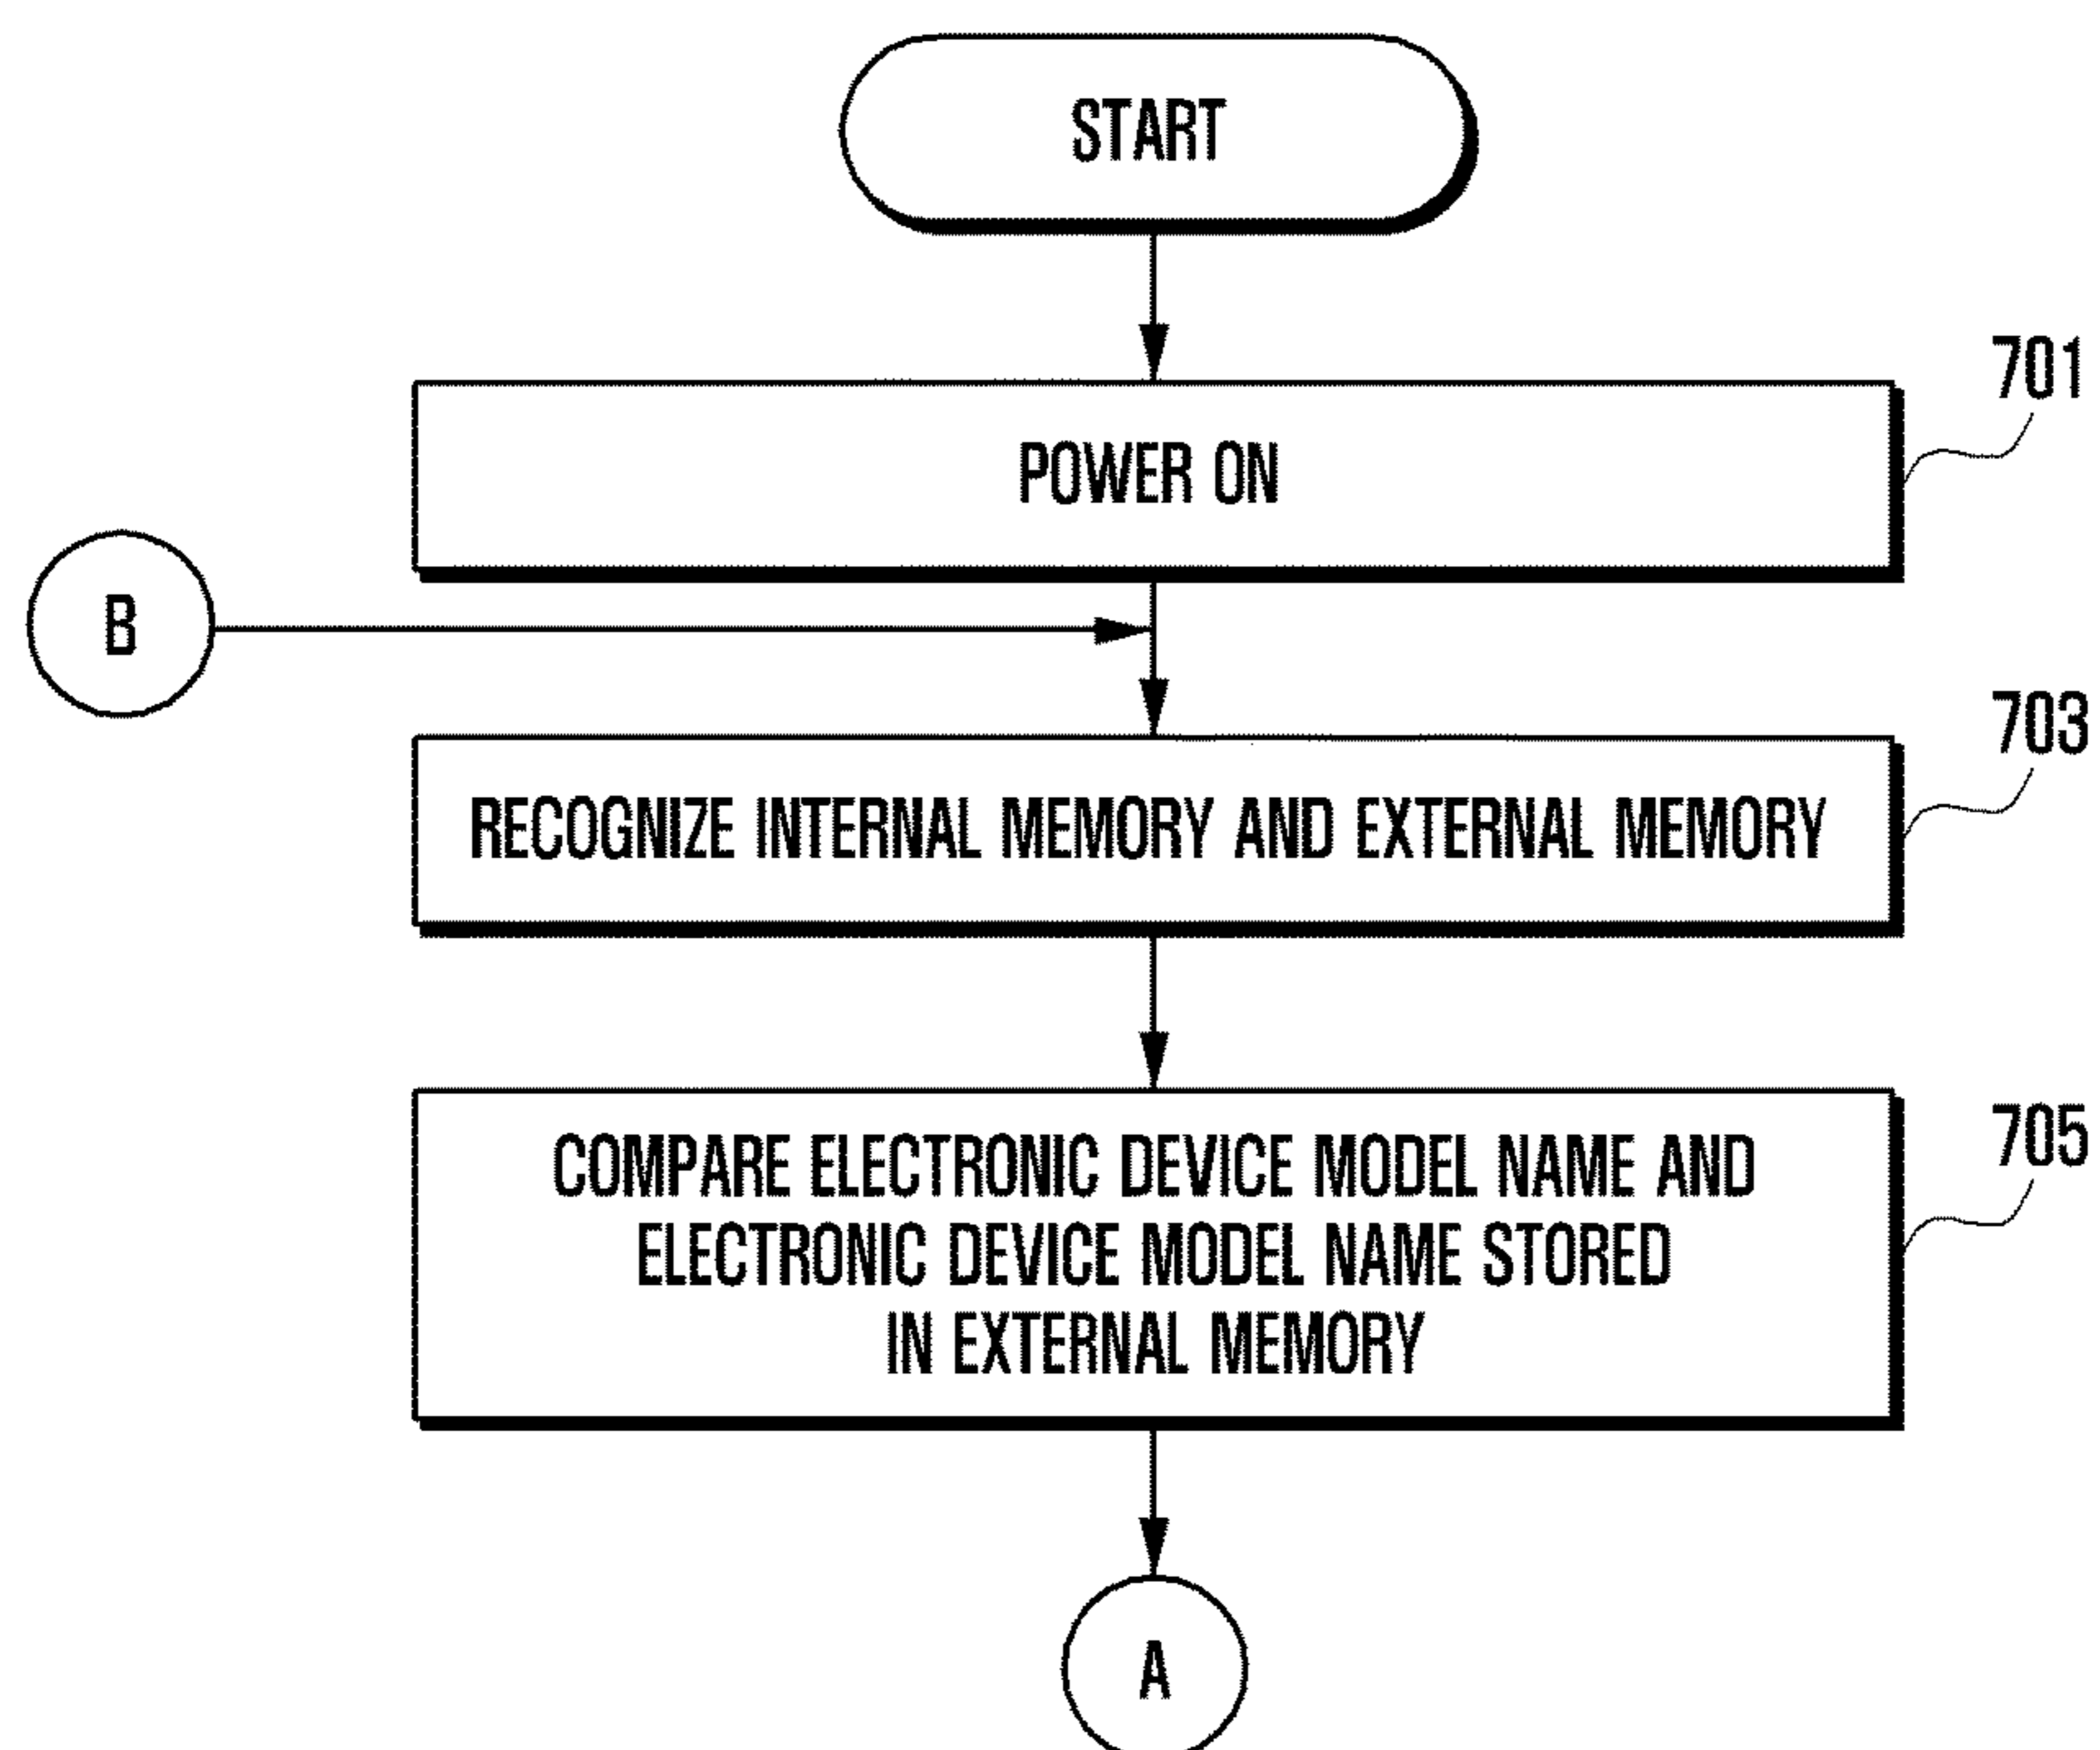 START
701
POWER ON
B
703
RECOGNIZE INTERNAL MEMORY AND EXTERNAL MEMORY
705
COMPARE ELECTRONIC DEVICE MODEL NAME AND
ELECTRONIC DEVICE MODEL NAME STORED
IN EXTERNAL MEMORY
A